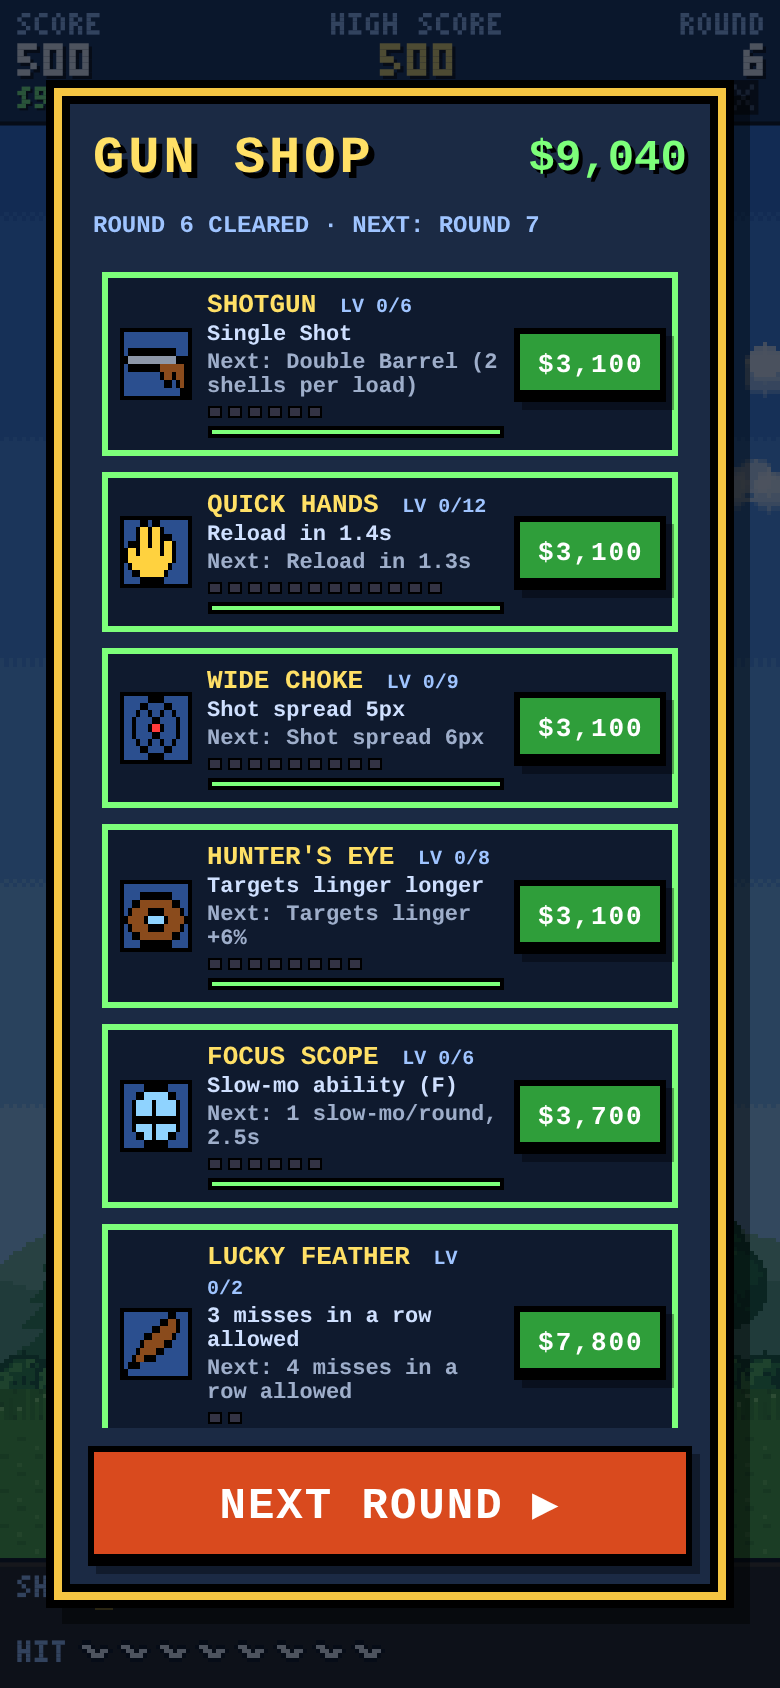 SCORE HIGH SCORE ROUND
500 500 6
GUN SHOP $9,040
ROUND 6 CLEARED · NEXT: ROUND 7
SHOTGUN LV 0/6
Single Shot
Next: Double Barrel (2
shells per load)
$3,100
QUICK HANDS LV 0/12
Reload in 1.4s
Next: Reload in 1.3s
$3,100
WIDE CHOKE LV 0/9
Shot spread 5px
Next: Shot spread 6px
$3,100
HUNTER'S EYE LV 0/8
Targets linger longer
Next: Targets linger
+6%
$3,100
FOCUS SCOPE LV 0/6
Slow-mo ability (F)
Next: 1 slow-mo/round,
2.5s
$3,700
LUCKY FEATHER LV
0/2
3 misses in a row
allowed
Next: 4 misses in a
row allowed
$7,800
NEXT ROUND ▶
HIT